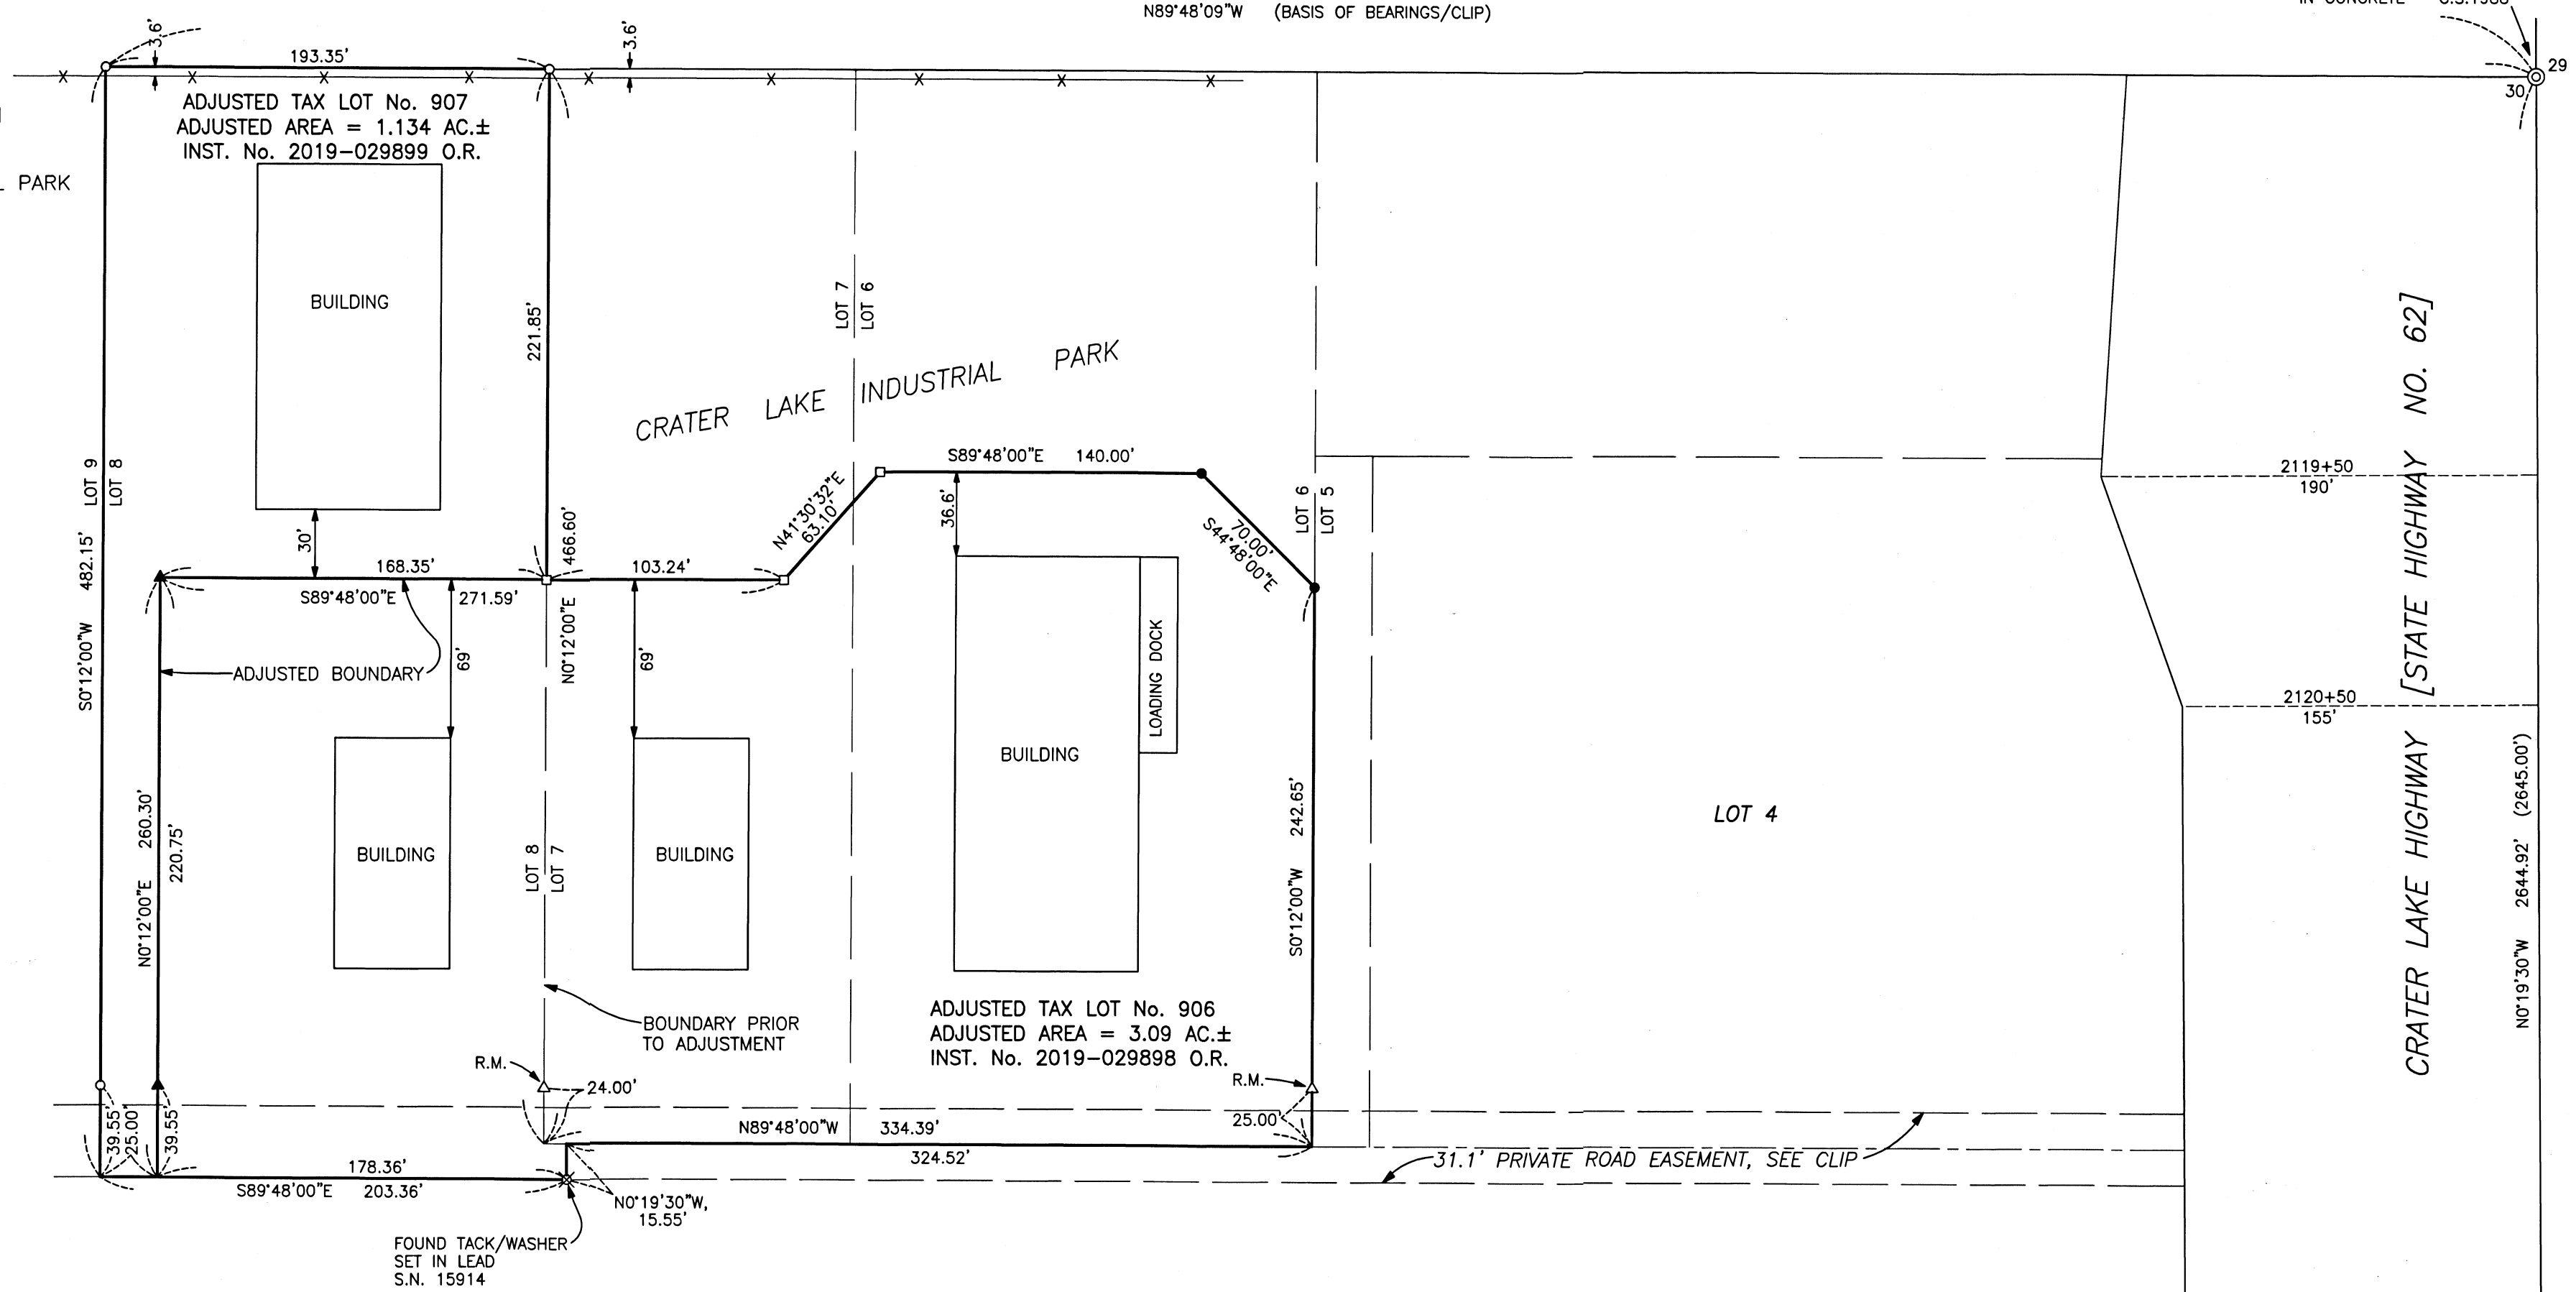 N89°48'09"W (BASIS OF BEARINGS/CLIP)
29
30
3.6'
193.35'
3.6'
ADJUSTED TAX LOT No. 907
ADJUSTED AREA = 1.134 AC.±
INST. No. 2019-029899 O.R.
PARK
BUILDING
221.85'
LOT 7
LOT 6
CRATER LAKE INDUSTRIAL PARK
LOT 9
LOT 8
S0°12'00"W 482.15'
30'
168.35'
S89°48'00"E 271.59'
466.60'
N0°12'00"E
103.24'
N41°30'32"E
63.10'
S89°48'00"E 140.00'
36.6'
70.00'
S44°48'00"E
LOT 6
LOT 5
2119+50
190'
2120+50
155'
CRATER LAKE HIGHWAY [STATE HIGHWAY NO. 62]
N0°19'30"W 2644.92' (2645.00')
ADJUSTED BOUNDARY
69'
69'
LOADING DOCK
BUILDING
LOT 4
N0°12'00"E 260.30'
220.75'
BUILDING
LOT 8
LOT 7
BUILDING
S0°12'00"W 242.65'
BOUNDARY PRIOR
TO ADJUSTMENT
ADJUSTED TAX LOT No. 906
ADJUSTED AREA = 3.09 AC.±
INST. No. 2019-029898 O.R.
R.M.
24.00'
R.M.
25.00'
39.55'
25.00'
39.55'
N89°48'00"W 334.39'
324.52'
178.36'
S89°48'00"E 203.36'
N0°19'30"W,
15.55'
31.1' PRIVATE ROAD EASEMENT, SEE CLIP
FOUND TACK/WASHER
SET IN LEAD
S.N. 15914